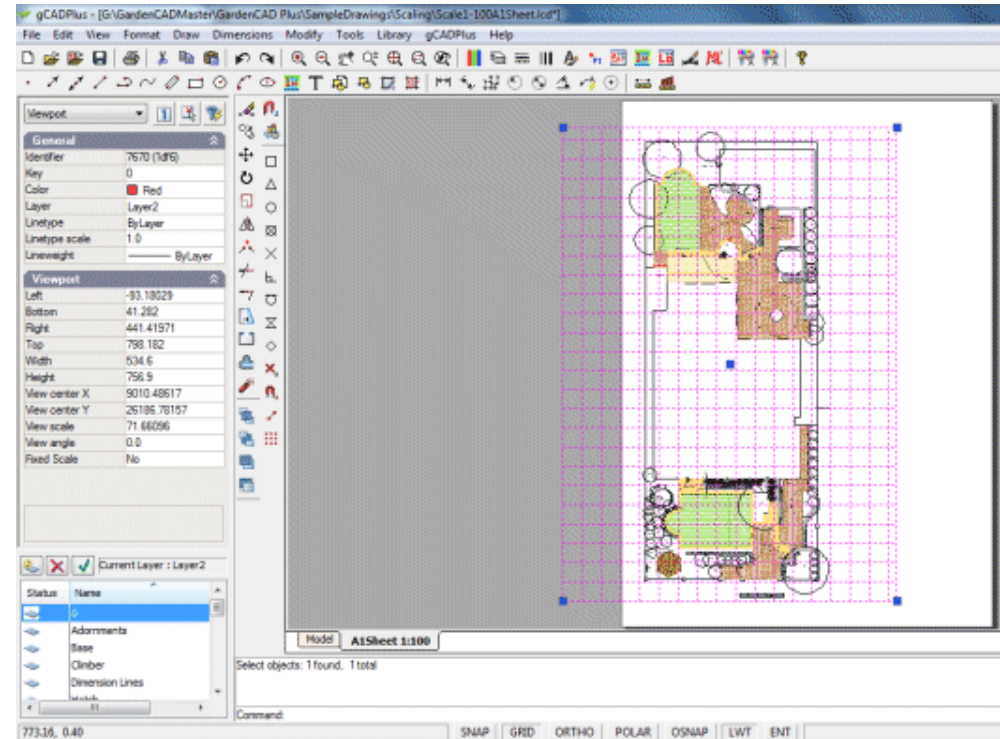 gCADPlus - [G:\GardenCADMaster\GardenCAD Plus\SampleDrawings\Scaling\Scale1-100A1Sheet.lcd*]
File Edit View Format Draw Dimensions Modify Tools Library gCADPlus Help
Viewport
General
Identifier 7670 (1df6)
Key 0
Color Red
Layer Layer2
Linetype ByLayer
Linetype scale 1.0
Lineweight ByLayer
Viewport
Left -93.18029
Bottom 41.282
Right 441.41971
Top 798.182
Width 534.6
Height 756.9
View center X 9010.48617
View center Y 26186.78157
View scale 71.66096
View angle 0.0
Fixed Scale No
Current Layer : Layer2
Status Name
Adornments
Base
Climber
Dimension Lines
Model A1Sheet 1:100
Select objects: 1 found. 1 total
Command:
773.16, 0.40 SNAP GRID ORTHO POLAR OSNAP LWT ENT